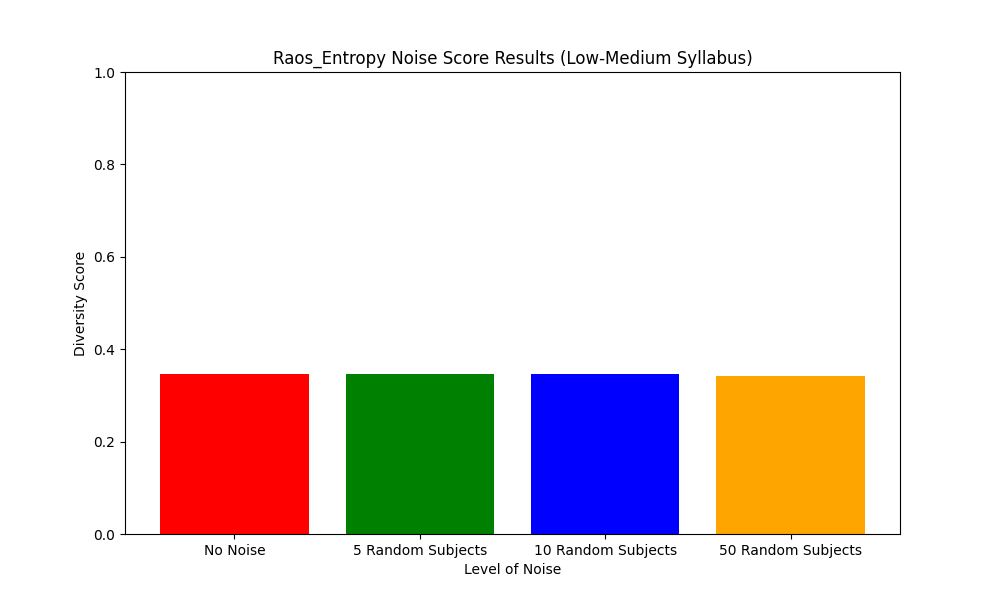 Raos_Entropy Noise Score Results (Low-Medium Syllabus)
1.0
0.8
0.6
0.4
0.2
0.0
Diversity Score
No Noise
5 Random Subjects
10 Random Subjects
50 Random Subjects
Level of Noise